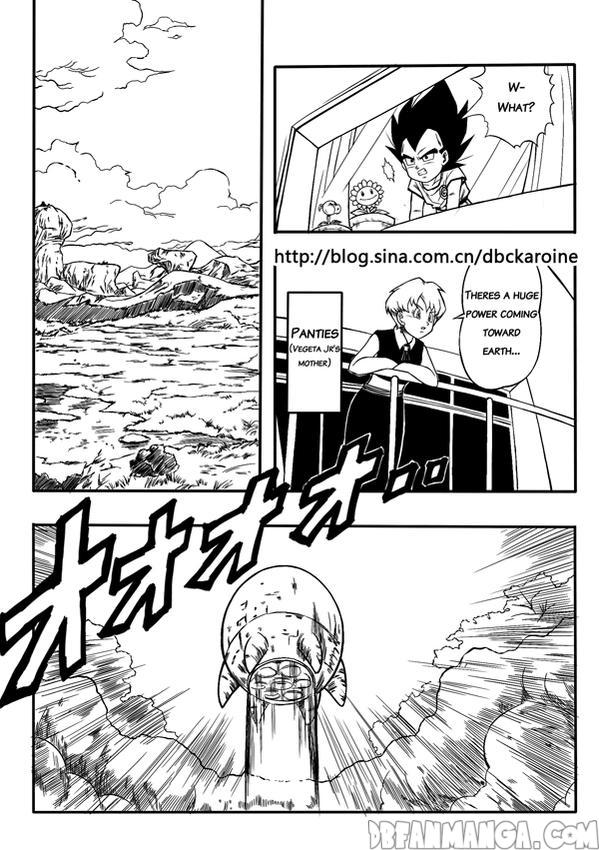 W-
WHAT?
http://blog.sina.com.cn/dbckaroine
THERES A HUGE
POWER COMING
TOWARD
EARTH...
PANTIES
(VEGETA JR'S
MOTHER)
オオオオ...
DBFANMANGA.COM